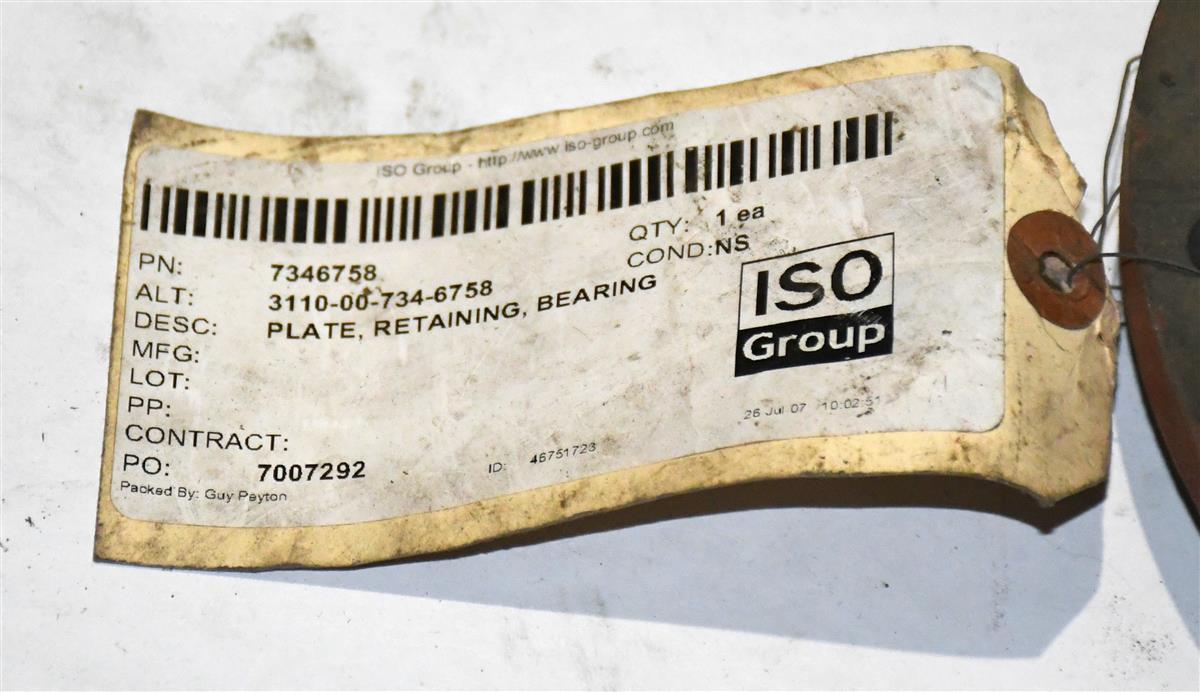 ISO Group - http://www.iso-group.com
QTY: 1 ea
COND: NS
PN: 7346758
ALT: 3110-00-734-6758
DESC: PLATE, RETAINING, BEARING
MFG:
LOT:
PP:
CONTRACT:
PO: 7007292
Packed By: Guy Peyton
ID: 46751723
ISO
Group
26 Jul 07 10:02:51